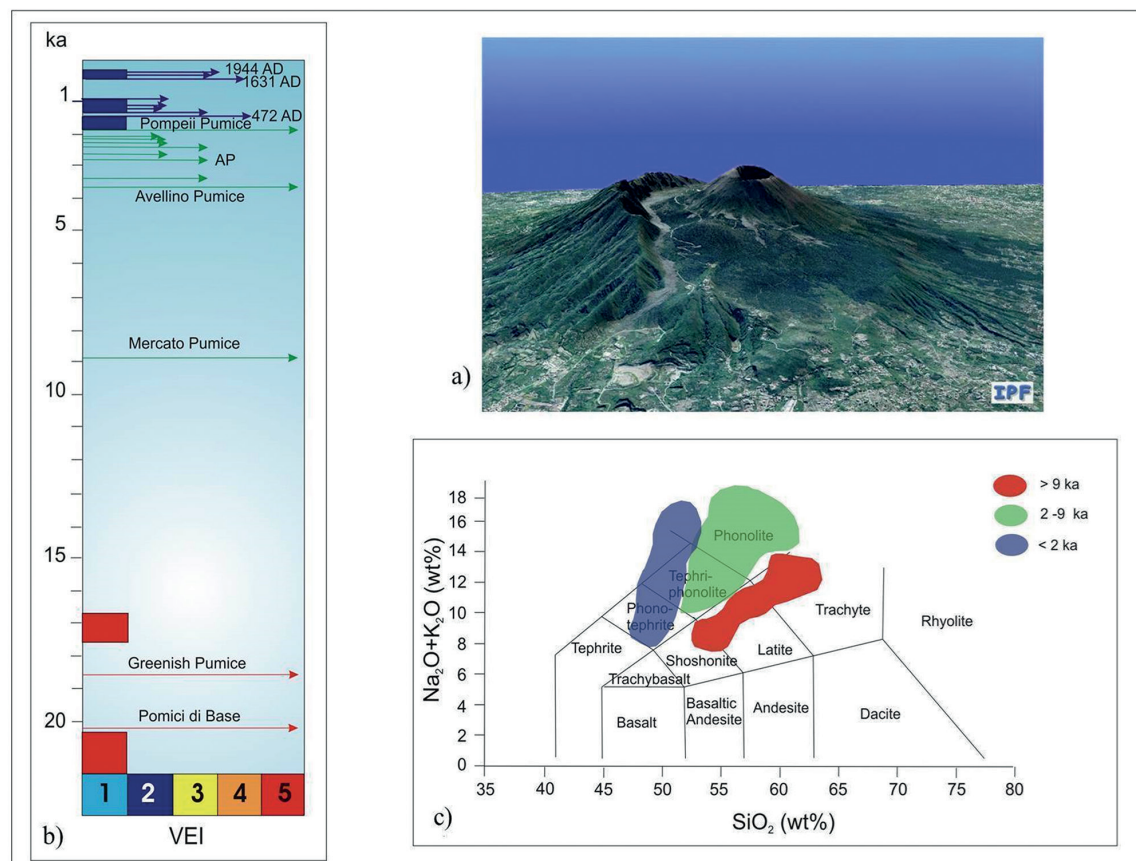 ka
1944 AD
1631 AD
1
472 AD
Pompeii Pumice
AP
Avellino Pumice
5
Mercato Pumice
10
15
Greenish Pumice
Pomici di Base
20
1 2 3 4 5
b)
VEI
a)
IPF
> 9 ka
2 -9 ka
< 2 ka
Na₂O+K₂O (wt%)
18
16
14
12
10
8
6
4
2
0
Phonolite
Tephri-
phonolite
Phono-
tephrite
Trachyte
Rhyolite
Tephrite
Shoshonite
Latite
Trachybasalt
Basalt
Basaltic
Andesite
Andesite
Dacite
35 40 45 50 55 60 65 70 75 80
c)
SiO₂ (wt%)